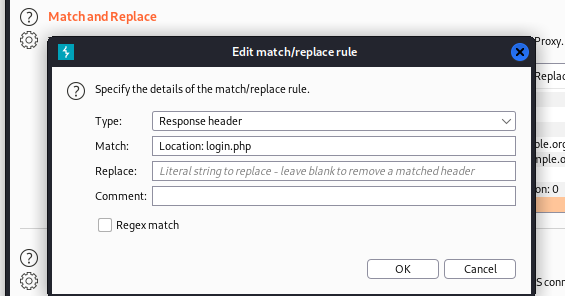 Match and Replace
Edit match/replace rule
Proxy.
Specify the details of the match/replace rule.
Replac
Type: Response header
Match: Location: login.php
ple.org
Replace: Literal string to replace - leave blank to remove a matched header
mple.or
Comment:
on: 0
Regex match
OK Cancel
S conn